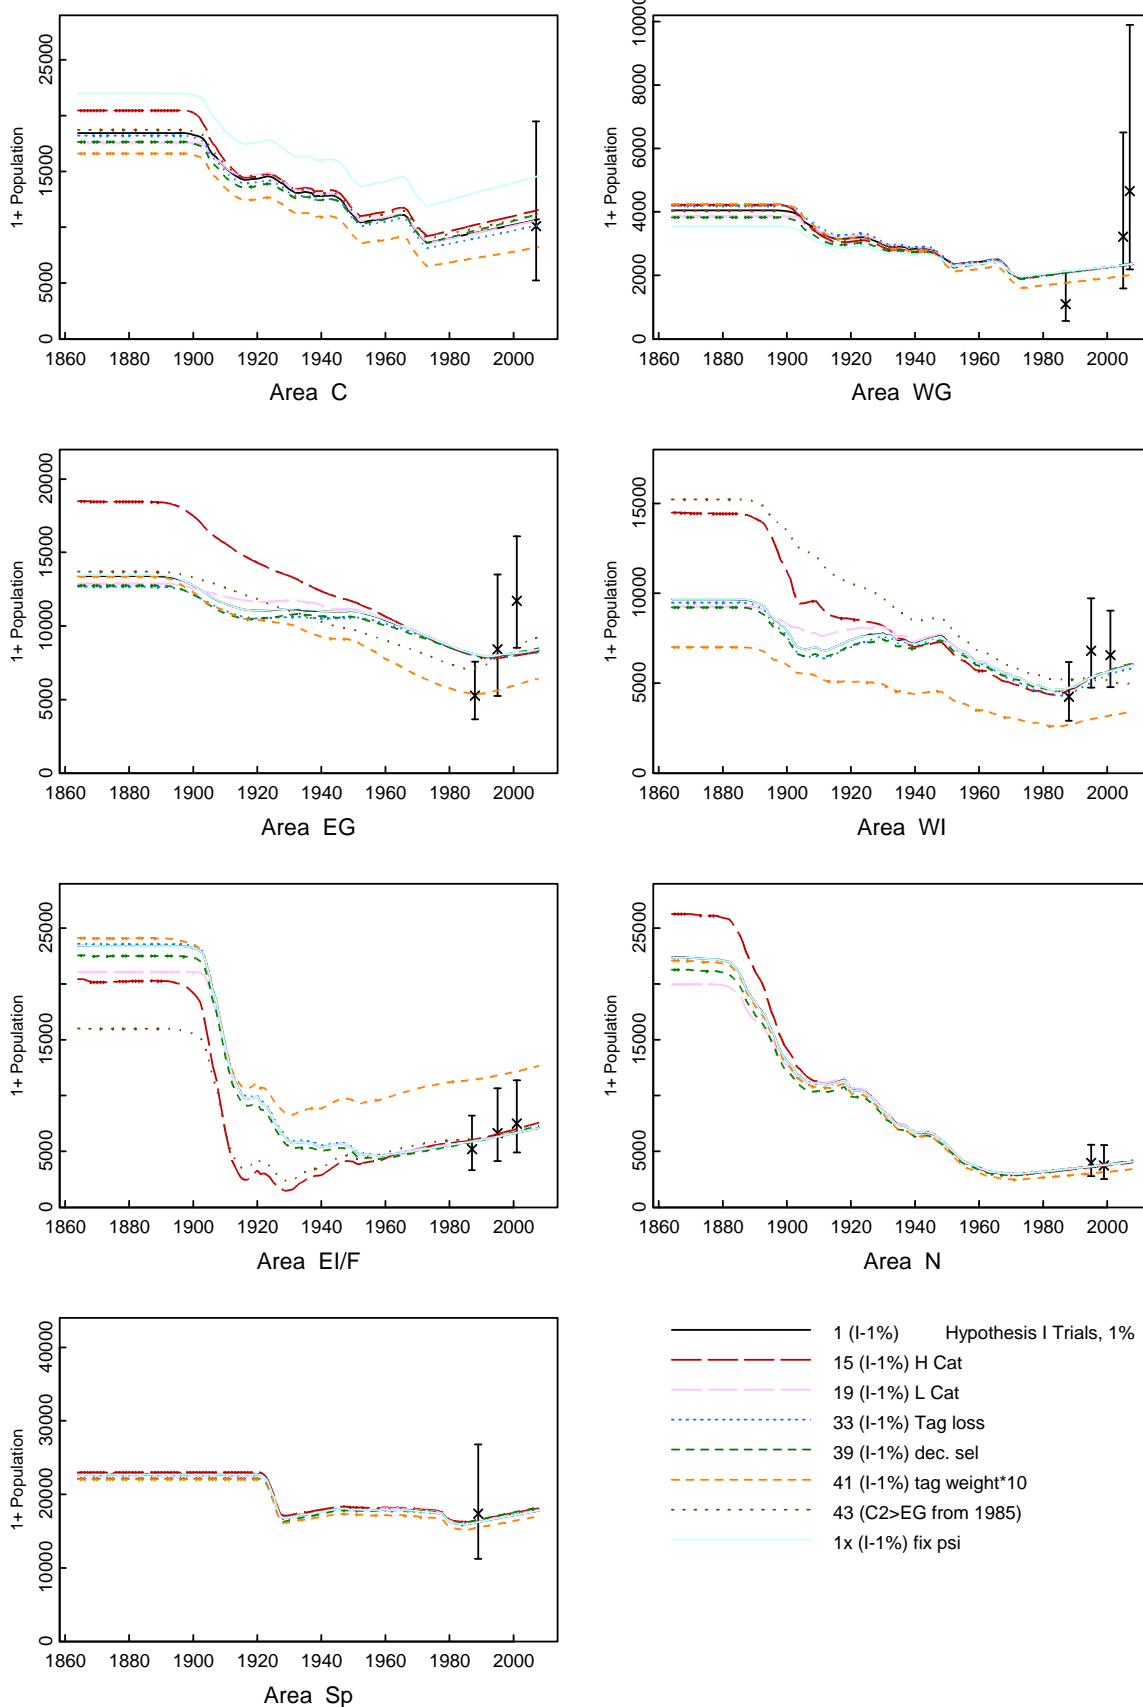 1+ Population
0 5000 15000 25000
1860 1880 1900 1920 1940 1960 1980 2000
Area C
1+ Population
0 2000 4000 6000 8000 10000
1860 1880 1900 1920 1940 1960 1980 2000
Area WG
1+ Population
0 5000 10000 15000 20000
1860 1880 1900 1920 1940 1960 1980 2000
Area EG
1+ Population
0 5000 10000 15000
1860 1880 1900 1920 1940 1960 1980 2000
Area WI
1+ Population
0 5000 15000 25000
1860 1880 1900 1920 1940 1960 1980 2000
Area EI/F
1+ Population
0 5000 15000 25000
1860 1880 1900 1920 1940 1960 1980 2000
Area N
1+ Population
0 10000 20000 30000 40000
1860 1880 1900 1920 1940 1960 1980 2000
Area Sp
1 (I-1%) Hypothesis I Trials, 1%
15 (I-1%) H Cat
19 (I-1%) L Cat
33 (I-1%) Tag loss
39 (I-1%) dec. sel
41 (I-1%) tag weight*10
43 (C2>EG from 1985)
1x (I-1%) fix psi